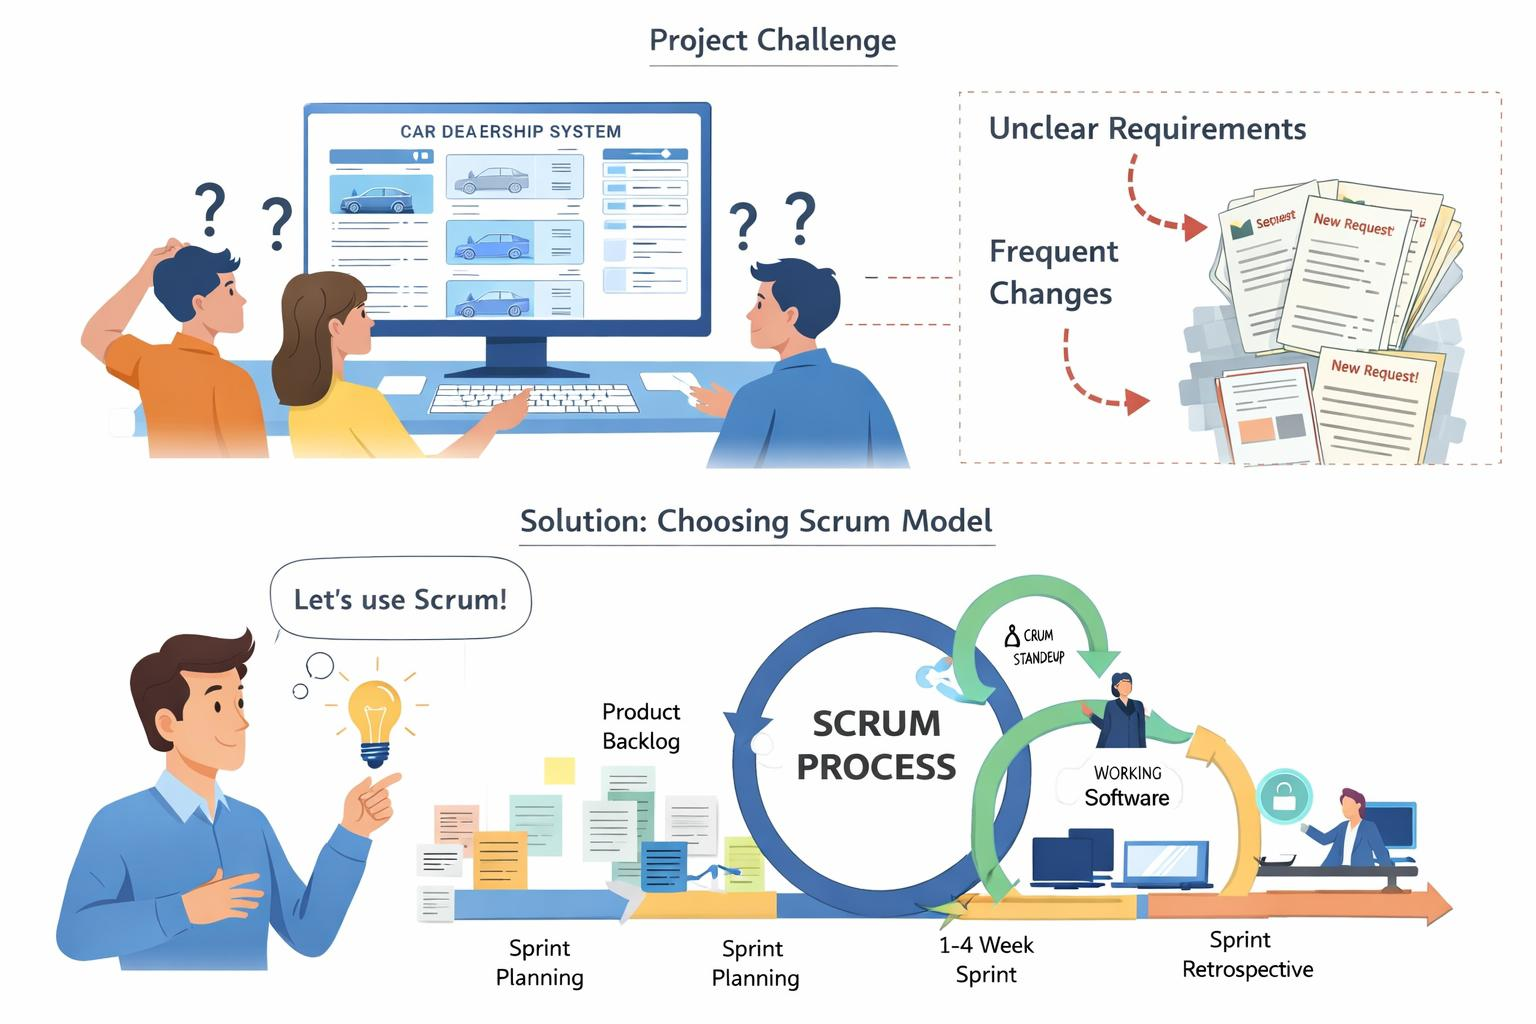 Project Challenge
CAR DEAERSHIP SYSTEM
Unclear Requirements
Frequent
Changes
New Request!
New Request!
Solution: Choosing Scrum Model
Let's use Scrum!
Product
Backlog
SCRUM
PROCESS
CRUM
STANDEUP
WORKING
Software
Sprint
Planning
Sprint
Planning
1-4 Week
Sprint
Sprint
Retrospective